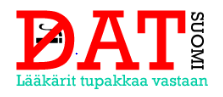 DAT
SUOMI
Lääkärit tupakkaa vastaan